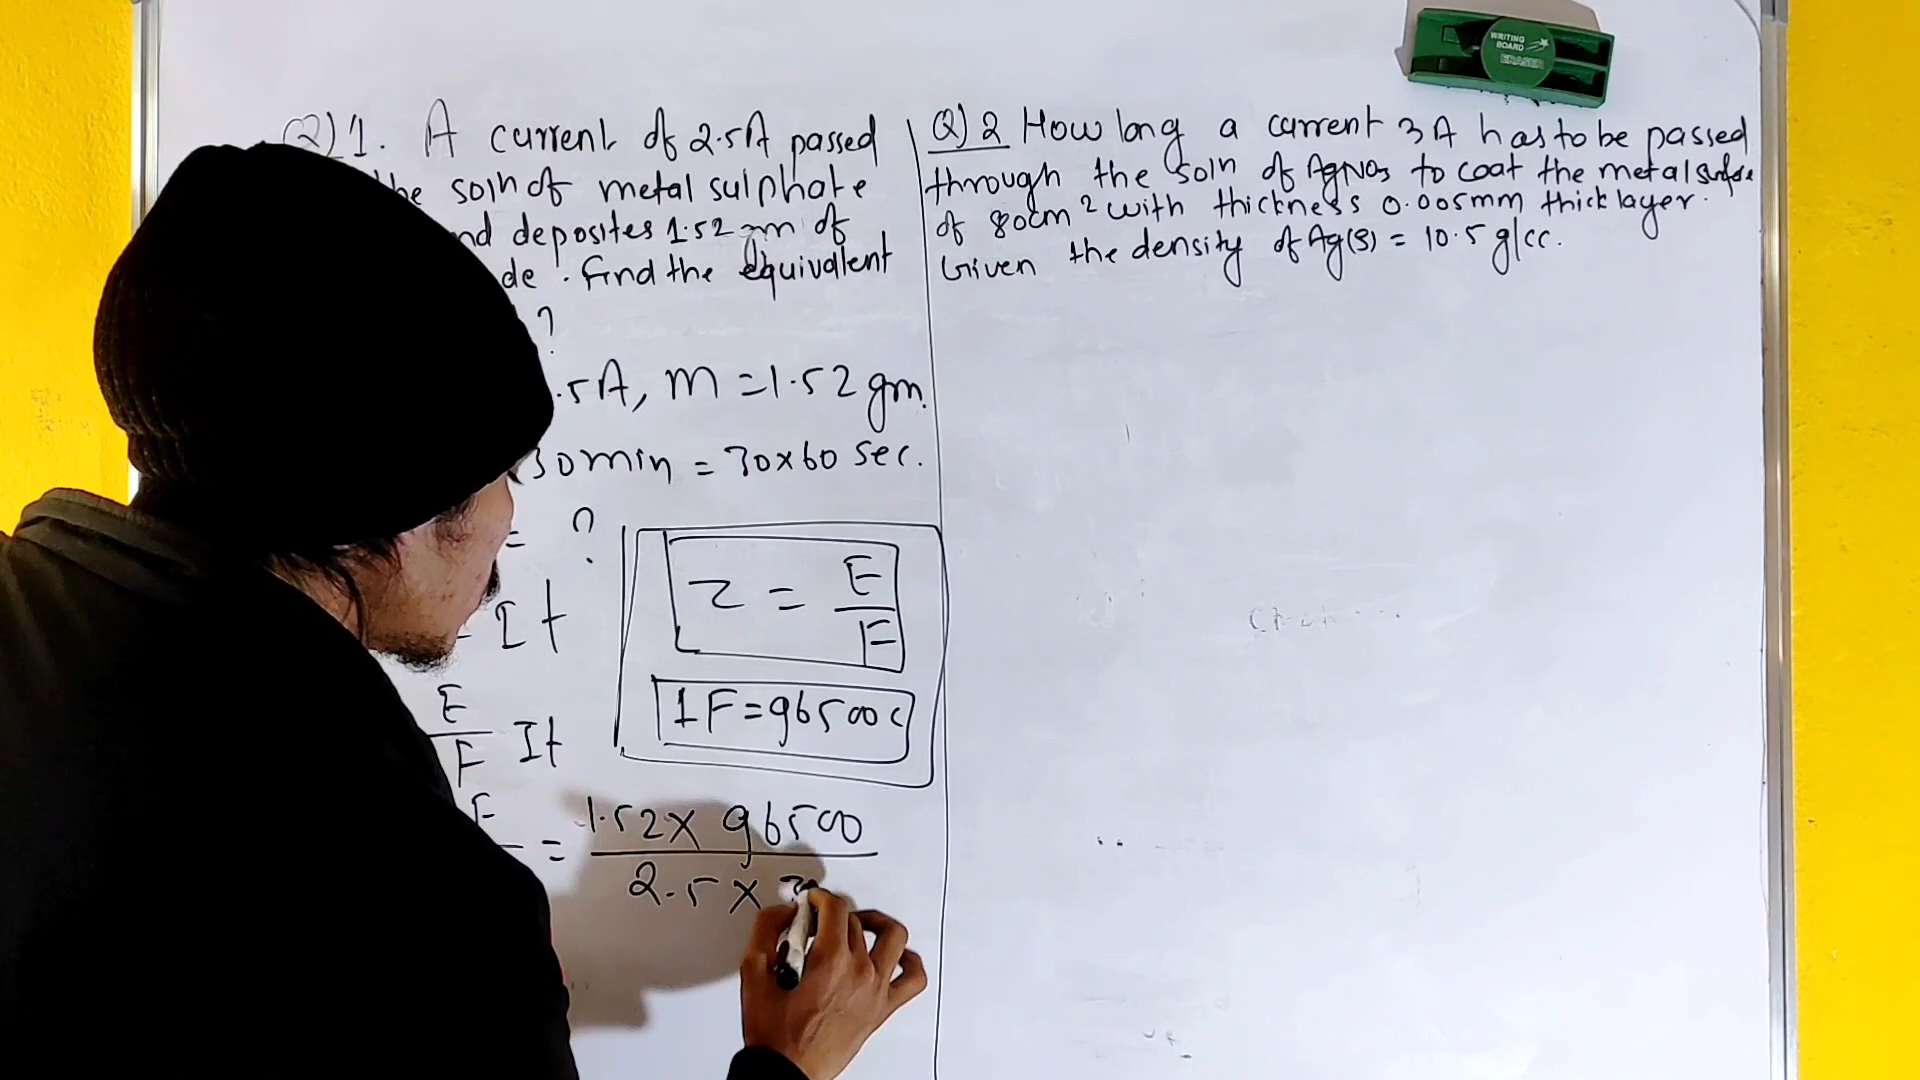 Q)1. A current of 2.5A passed
soln of metal sulphate
nd deposites 1.52 gm of
de. Find the equivalent
?
.5A, m = 1.52 gm.
30 min = 30x60 sec.
= ?
It
E
F
It
= 1.52 x 96500
2.5 x 3
Z = E
F
1F = 96500 C
Q) 2 How long a current 3 A has to be passed
through the soln of AgNO3 to coat the metal surface
of 80cm2 with thickness 0.005mm thick layer.
Given the density of Ag(s) = 10.5 g/cc.
WRITING
BOARD
ERASER